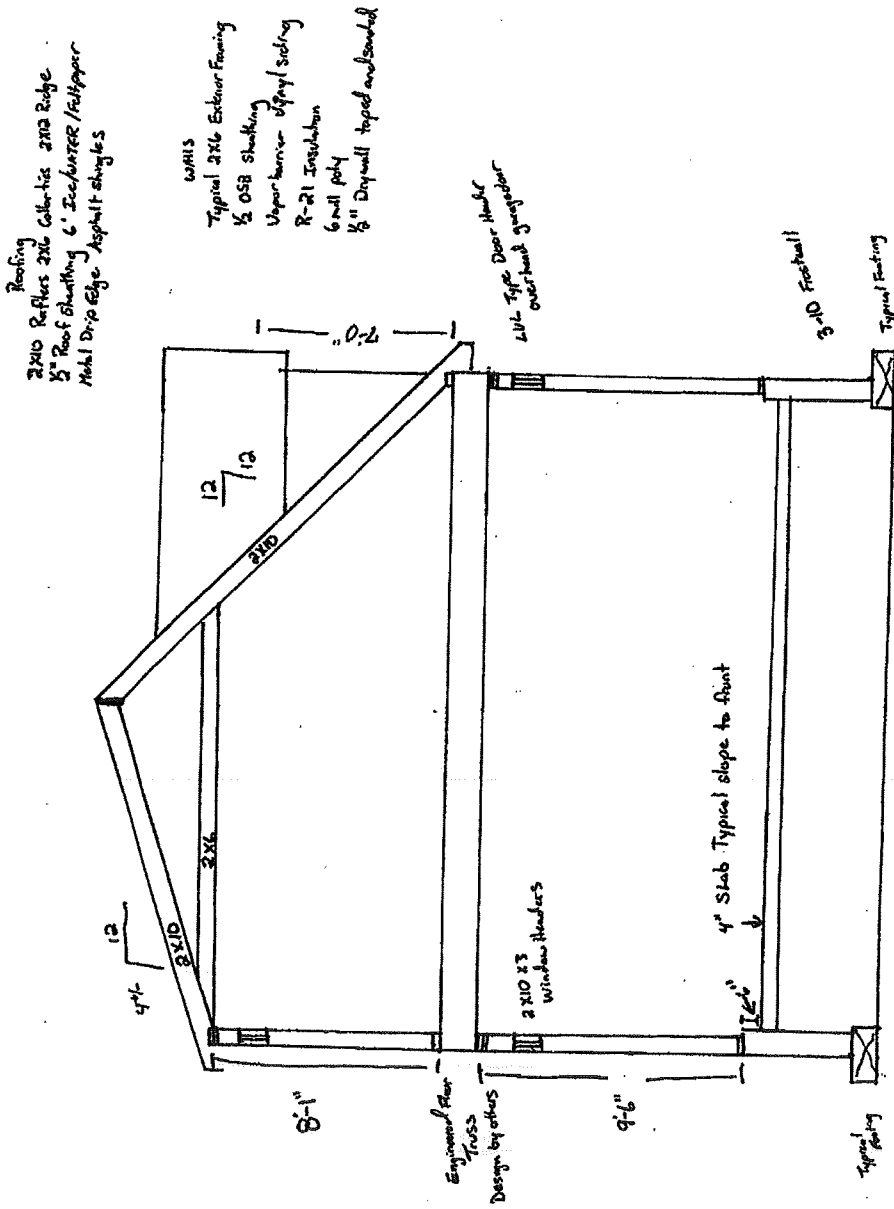 Roofing
2X10 Rafters 2X6 Collar ties 2X12 Ridge
½" Roof Sheathing 6' Ice/WATER /Feltpaper
Metal Drip Edge Asphalt shingles
WAllS
Typical 2X6 Exterior Framing
½ OSB Sheathing
Vapor barrier Vinyl siding
R-21 Insulation
6 mill poly
½" Drywall taped and sanded
12
4+/-
2X10
2X6
12
12
2X10
7'-0"
8'-1"
Engineered Floor
Truss
Design by others
2X10 X3
Window Headers
LVL Type Door Header
overhead garage door
9'-6"
6"
4" Slab Typical slope to front
3-10 Frostwall
Typical
footing
Typical Footing